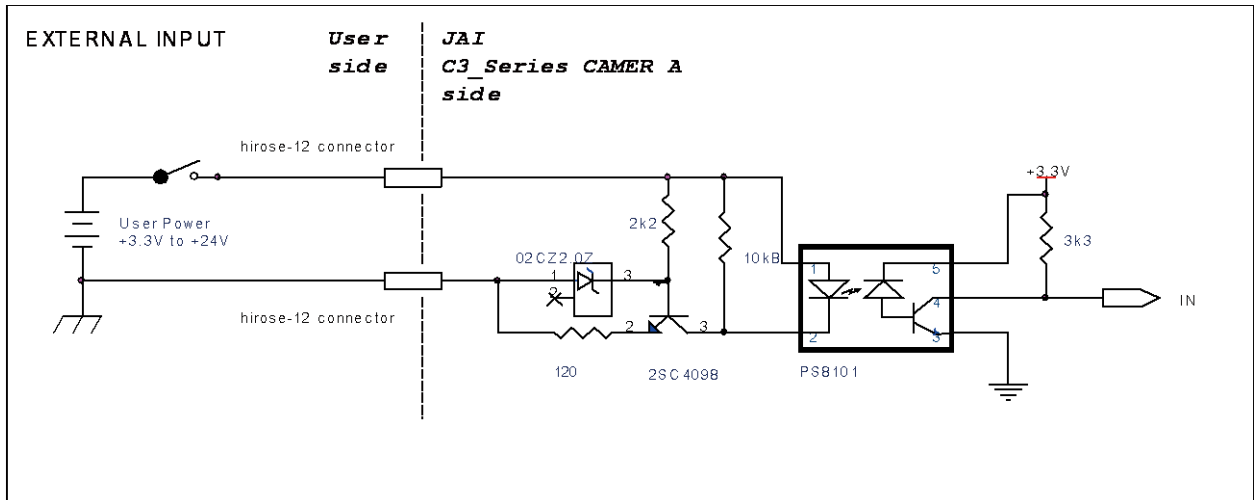 EXTERNAL INPUT
User side
JAI
C3_Series CAMER A
side
hirose-12 connector
User Power
+3.3V to +24V
hirose-12 connector
2k2
02CZ2.0Z
1
2
3
2
3
120
2SC4098
10kB
1
2
5
4
3
PS8101
+3.3V
3k3
IN